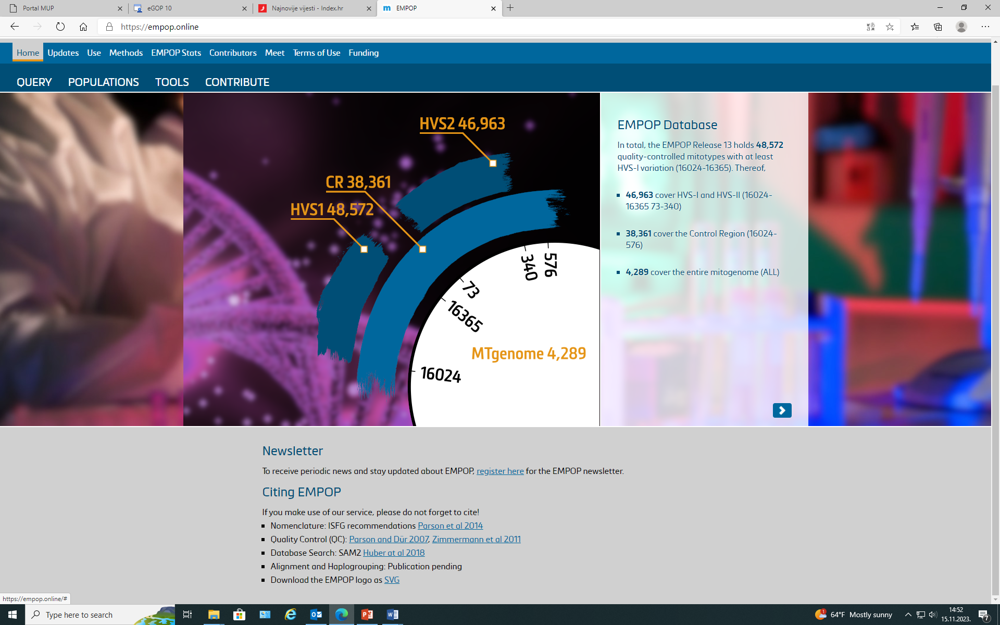 Portal MUP
eGOP 10
Najnovije vijesti - Index.hr
EMPOP
https://empop.online
Home Updates Use Methods EMPOP Stats Contributors Meet Terms of Use Funding
QUERY POPULATIONS TOOLS CONTRIBUTE
HVS2 46,963
CR 38,361
HVS1 48,572
576
340
73
16365
16024
MTgenome 4,289
EMPOP Database
In total, the EMPOP Release 13 holds 48,572
quality-controlled mitotypes with at least
HVS-I variation (16024-16365). Thereof,
46,963 cover HVS-I and HVS-II (16024-
16365 73-340)
38,361 cover the Control Region (16024-
576)
4,289 cover the entire mitogenome (ALL)
Newsletter
To receive periodic news and stay updated about EMPOP, register here for the EMPOP newsletter.
Citing EMPOP
If you make use of our service, please do not forget to cite!
Nomenclature: ISFG recommendations Parson et al 2014
Quality Control (QC): Parson and Dür 2007, Zimmermann et al 2011
Database Search: SAM2 Huber at al 2018
Alignment and Haplogrouping: Publication pending
Download the EMPOP logo as SVG
https://empop.online/#
Type here to search
64°F Mostly sunny
14:52
15.11.2023.
7